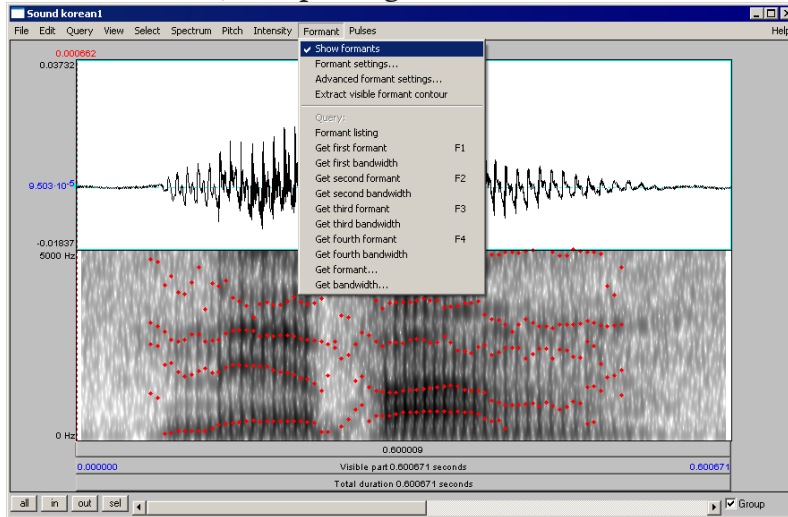 Sound korean1
File Edit Query View Select Spectrum Pitch Intensity Formant Pulses Help
✓ Show formants
Formant settings...
Advanced formant settings...
Extract visible formant contour
Query:
Formant listing
Get first formant F1
Get first bandwidth
Get second formant F2
Get second bandwidth
Get third formant F3
Get third bandwidth
Get fourth formant F4
Get fourth bandwidth
Get formant...
Get bandwidth...
0.000662
0.03732
9.503·10-5
-0.01837
5000 Hz
0 Hz
0.600009
0.000000 Visible part 0.600671 seconds 0.600671
Total duration 0.600671 seconds
all in out sel Group